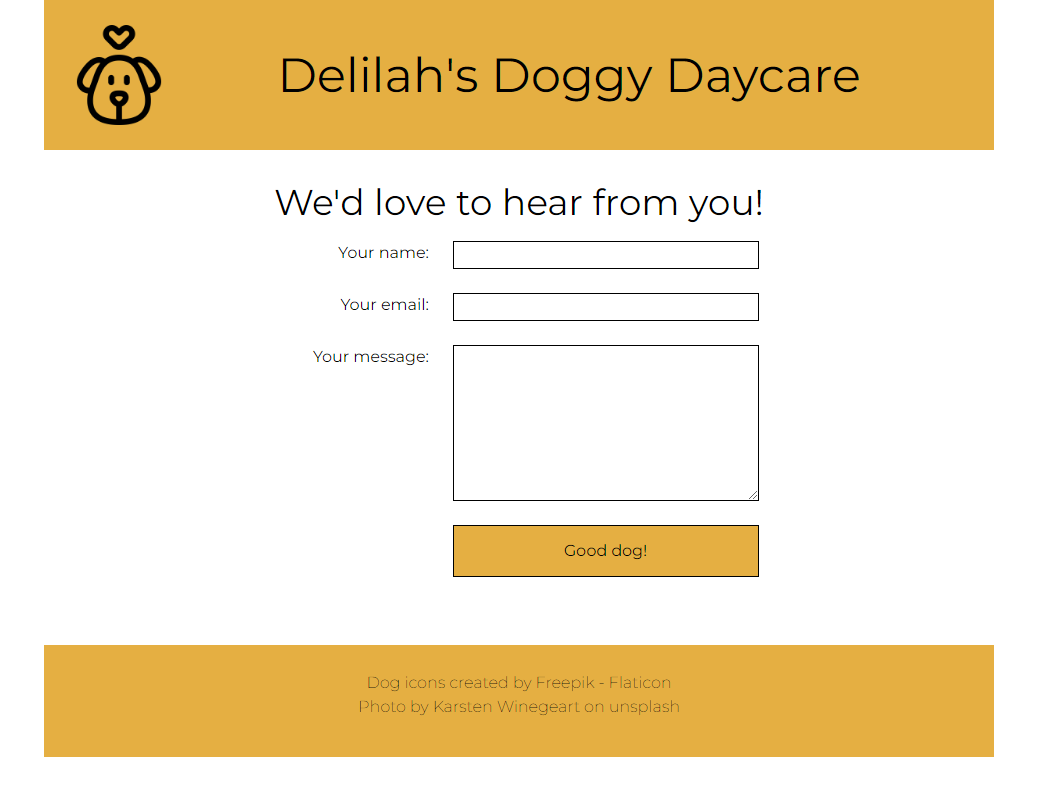 Delilah's Doggy Daycare
We'd love to hear from you!
Your name:
Your email:
Your message:
Good dog!
Dog icons created by Freepik - Flaticon
Photo by Karsten Winegeart on unsplash